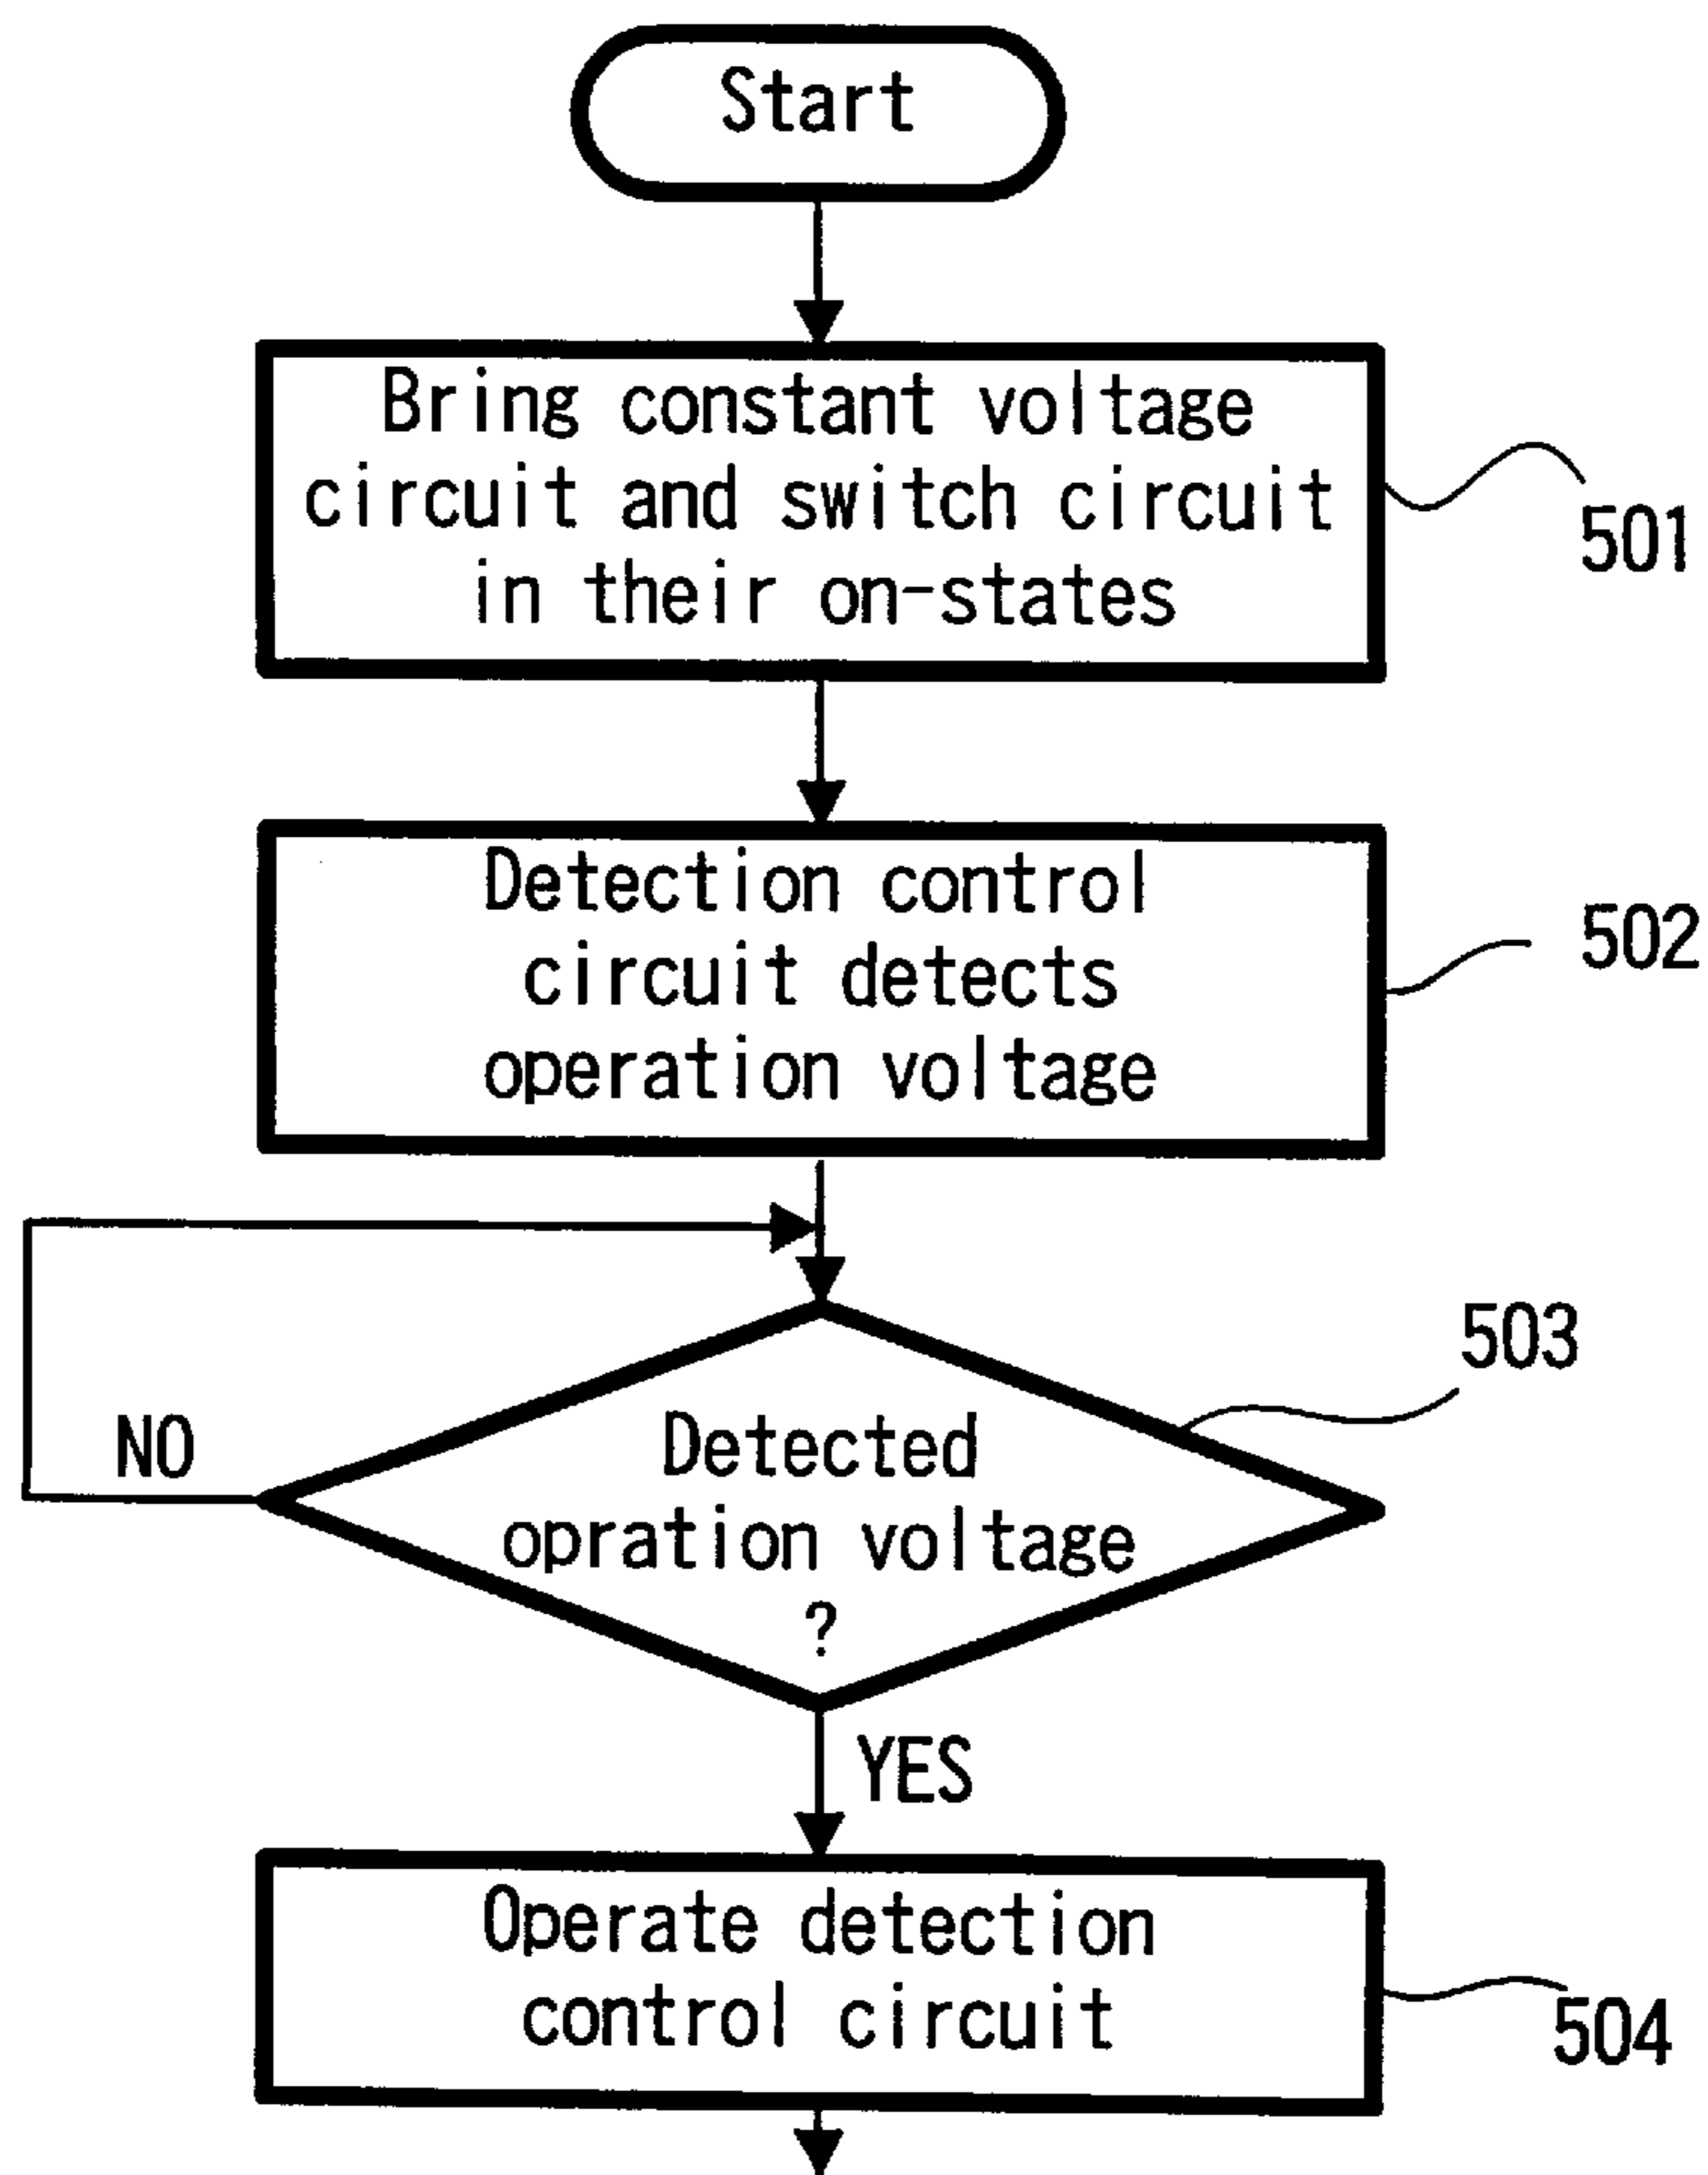 Start
Bring constant voltage
circuit and switch circuit
in their on-states
501
Detection control
circuit detects
operation voltage
502
503
NO
Detected
opration voltage
?
YES
Operate detection
control circuit
504